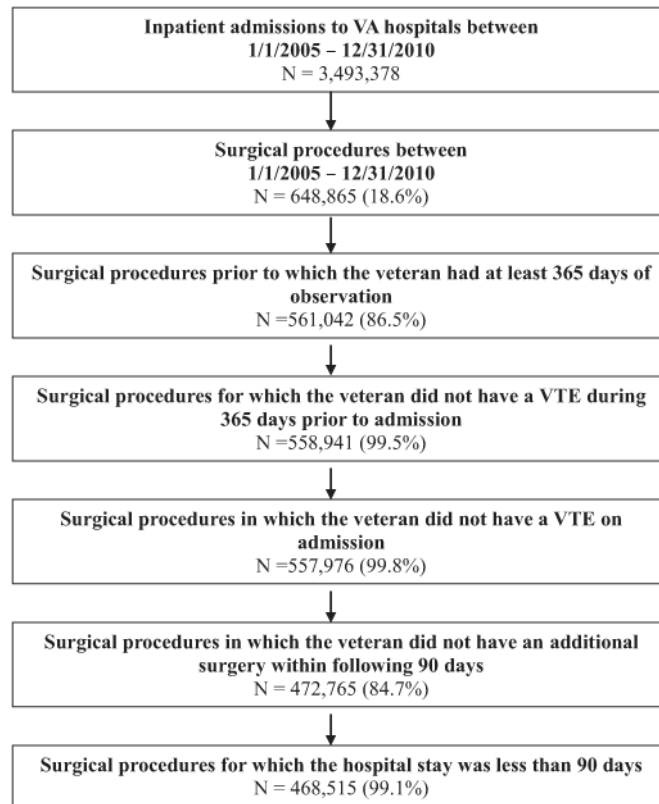 Inpatient admissions to VA hospitals between
1/1/2005 – 12/31/2010
N = 3,493,378
Surgical procedures between
1/1/2005 – 12/31/2010
N = 648,865 (18.6%)
Surgical procedures prior to which the veteran had at least 365 days of
observation
N =561,042 (86.5%)
Surgical procedures for which the veteran did not have a VTE during
365 days prior to admission
N =558,941 (99.5%)
Surgical procedures in which the veteran did not have a VTE on
admission
N =557,976 (99.8%)
Surgical procedures in which the veteran did not have an additional
surgery within following 90 days
N = 472,765 (84.7%)
Surgical procedures for which the hospital stay was less than 90 days
N = 468,515 (99.1%)